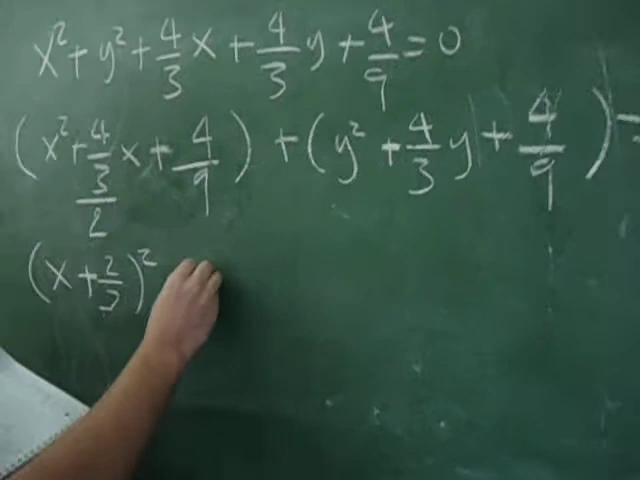 x² + y² + 4/3 x + 4/3 y + 4/9 = 0
(x² + 4/3/2 x + 4/9) + (y² + 4/3 y + 4/9) =
(x + 2/3)²